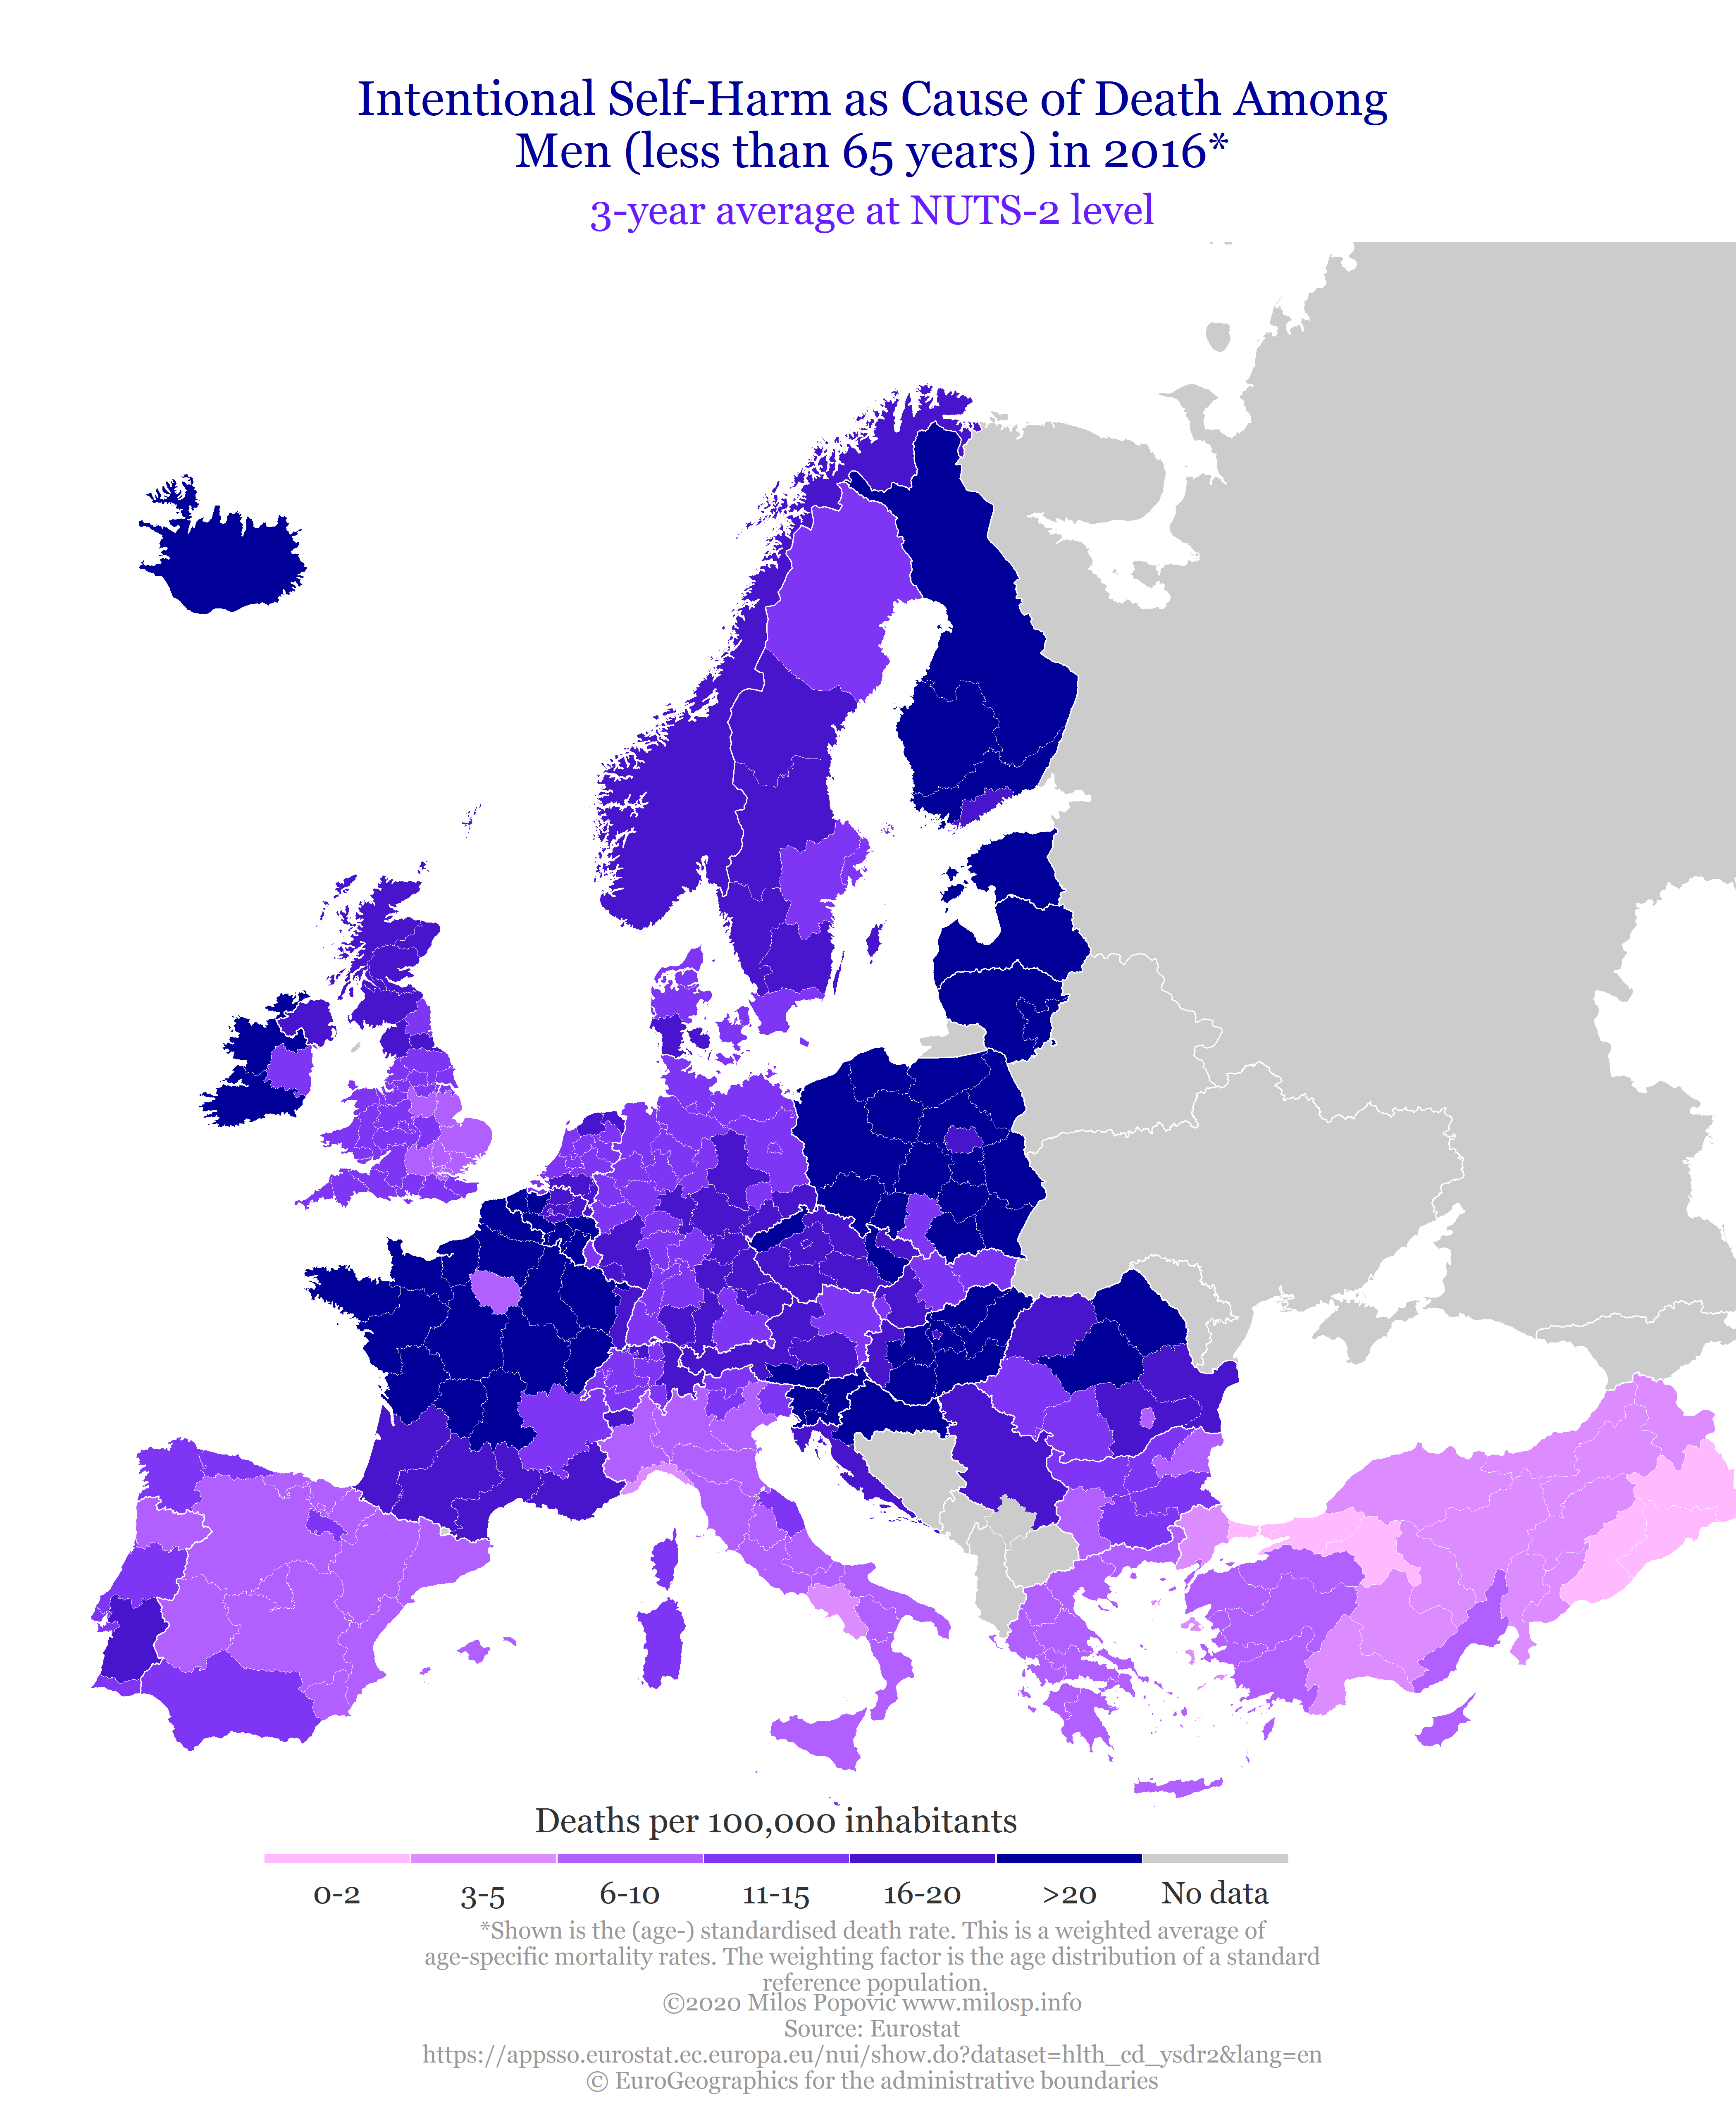 Intentional Self-Harm as Cause of Death Among
Men (less than 65 years) in 2016*
3-year average at NUTS-2 level
Deaths per 100,000 inhabitants
0-2
3-5
6-10
11-15
16-20
>20
No data
*Shown is the (age-) standardised death rate. This is a weighted average of
age-specific mortality rates. The weighting factor is the age distribution of a standard
reference population.
©2020 Milos Popovic www.milosp.info
Source: Eurostat
https://appsso.eurostat.ec.europa.eu/nui/show.do?dataset=hlth_cd_ysdr2&lang=en
© EuroGeographics for the administrative boundaries